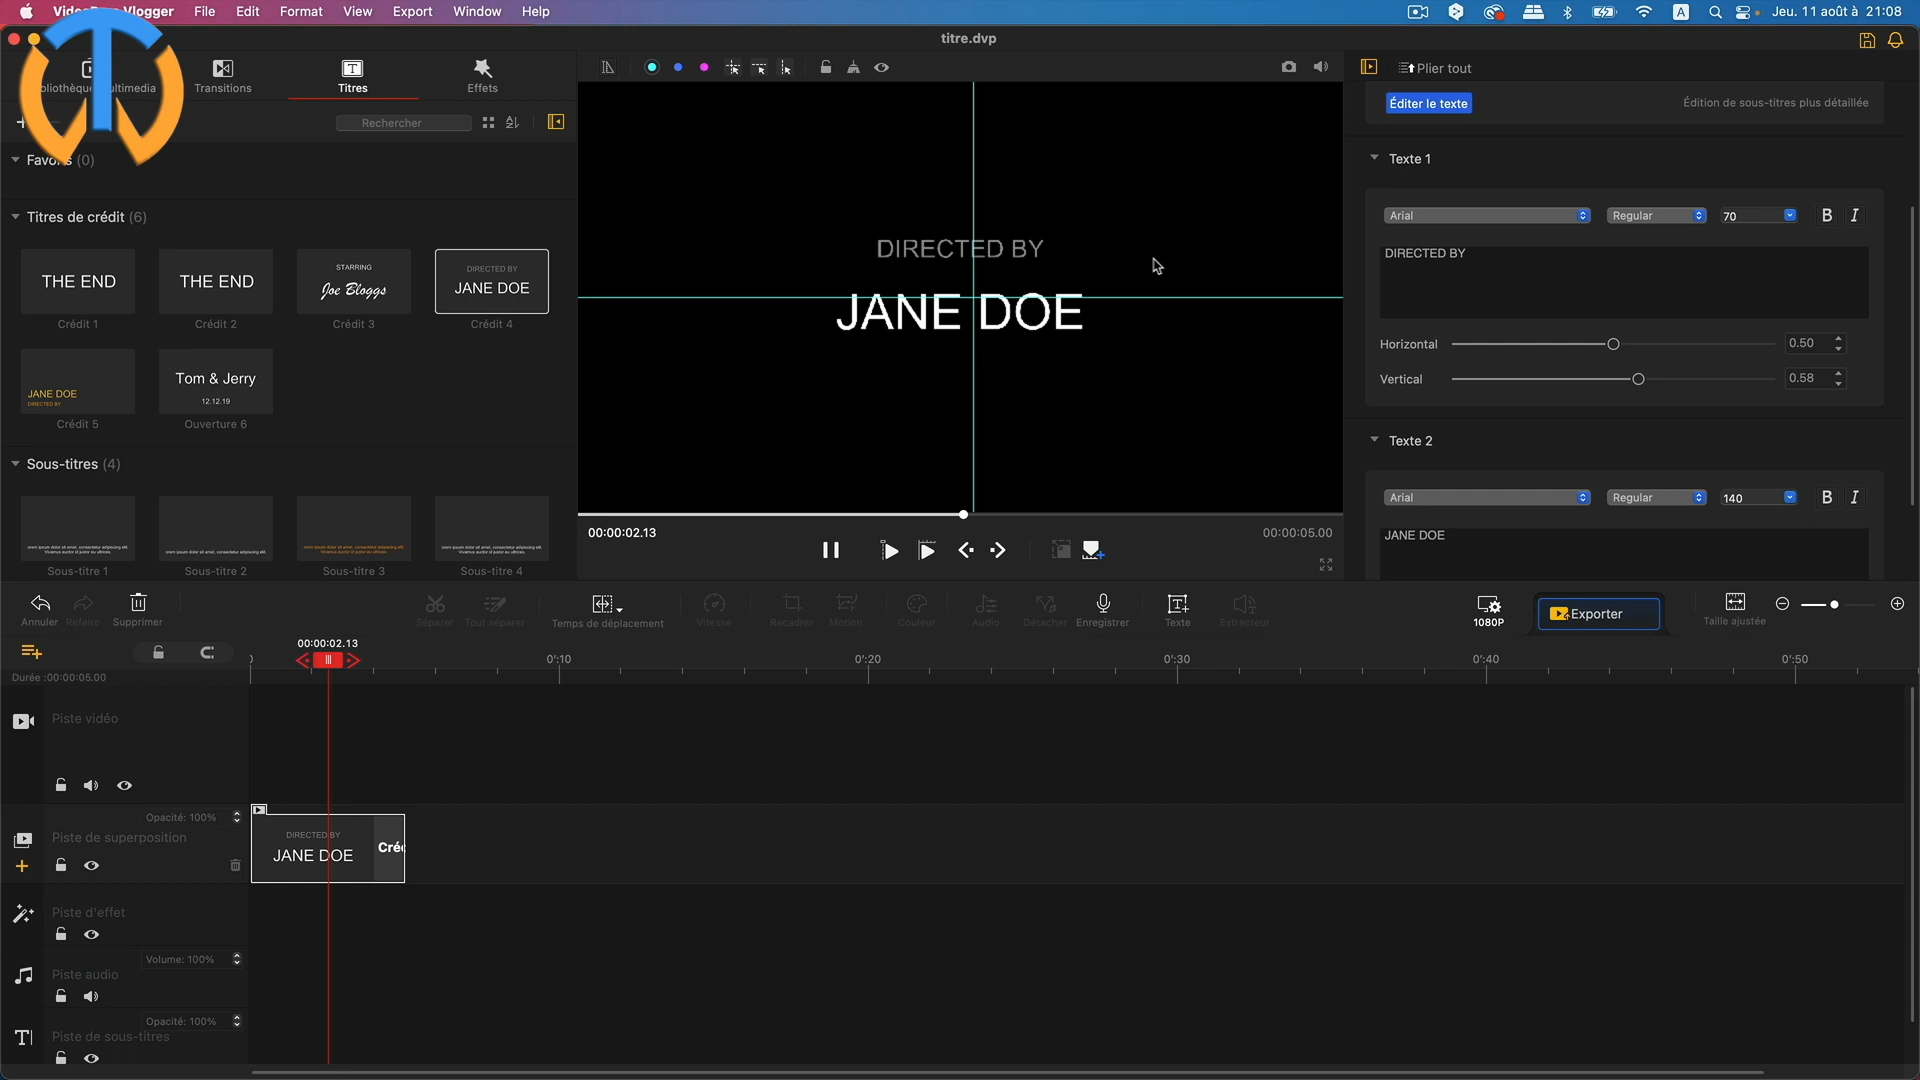 Vlogger File Edit Format View Export Window Help
A Jeu. 11 août à 21:08
titre.dvp
Transitions
Titres
Effets
Plier tout
Rechercher
Éditer le texte
Édition de sous-titres plus détaillée
(0)
Texte 1
Titres de crédit (6)
Arial
Regular
70
B I
DIRECTED BY
THE END
THE END
STARRING
Joe Bloggs
DIRECTED BY
JANE DOE
Crédit 1
Crédit 2
Crédit 3
Crédit 4
DIRECTED BY
JANE DOE
Horizontal
0.50
Vertical
0.58
JANE DOE
DIRECTED BY
Tom & Jerry
12.12.19
Crédit 5
Ouverture 6
Texte 2
Sous-titres (4)
Arial
Regular
140
B I
JANE DOE
Sous-titre 1
Sous-titre 2
Sous-titre 3
Sous-titre 4
00:00:02.13
00:00:05.00
Annuler
Refaire
Supprimer
Séparer
Tout séparer
Temps de déplacement
Vitesse
Recadrer
Motion
Couleur
Audio
Détacher
Enregistrer
Texte
Extracteur
1080P
Exporter
Taille ajustée
00:00:02.13
0':10
0':20
0':30
0':40
0':50
Durée :00:00:05.00
Piste vidéo
Opacité: 100%
Piste de superposition
DIRECTED BY
JANE DOE
Créd
Piste d'effet
Volume: 100%
Piste audio
Opacité: 100%
Piste de sous-titres